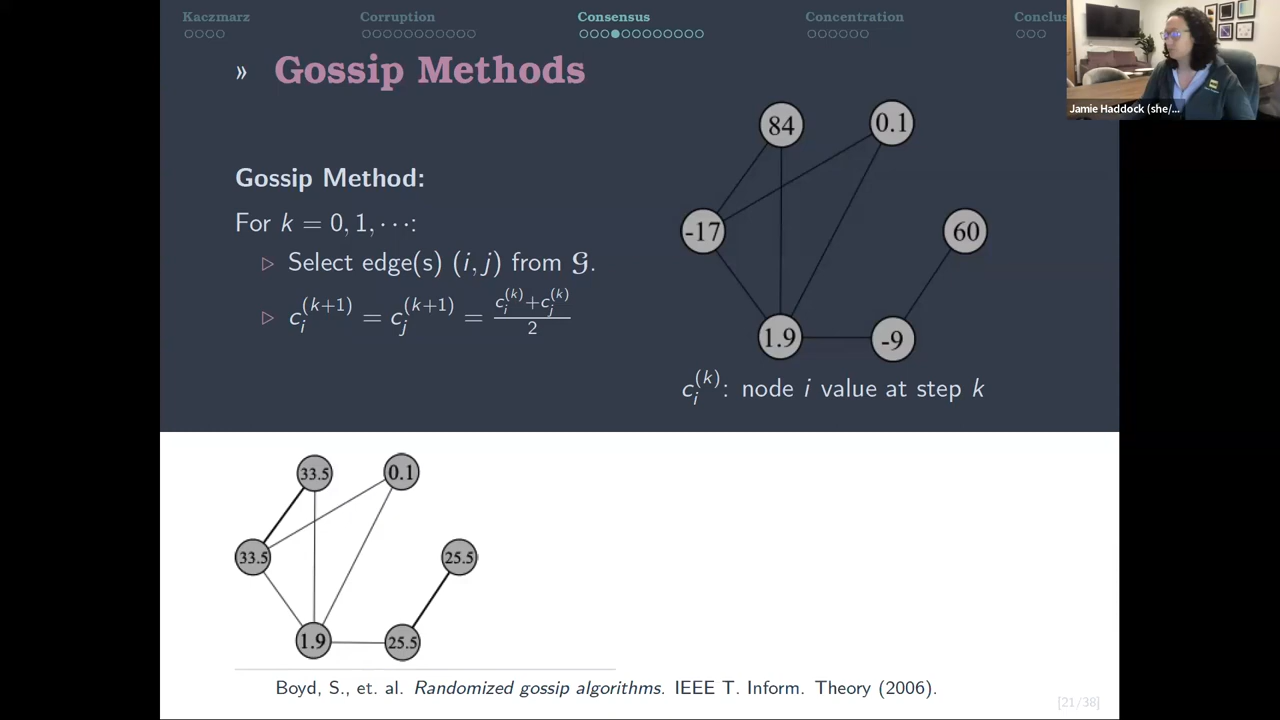 Kaczmarz Corruption Consensus Concentration Conclus
» Gossip Methods
Gossip Method:
For k = 0, 1, ⋯:
▷ Select edge(s) (i, j) from 𝒢.
▷ c_i^{(k+1)} = c_j^{(k+1)} = \frac{c_i^{(k)}+c_j^{(k)}}{2}
84 0.1
-17 60
1.9 -9
c_i^{(k)}: node i value at step k
33.5 0.1
33.5 25.5
1.9 25.5
Boyd, S., et. al. Randomized gossip algorithms. IEEE T. Inform. Theory (2006).
[21/38]
Jamie Haddock (she/...